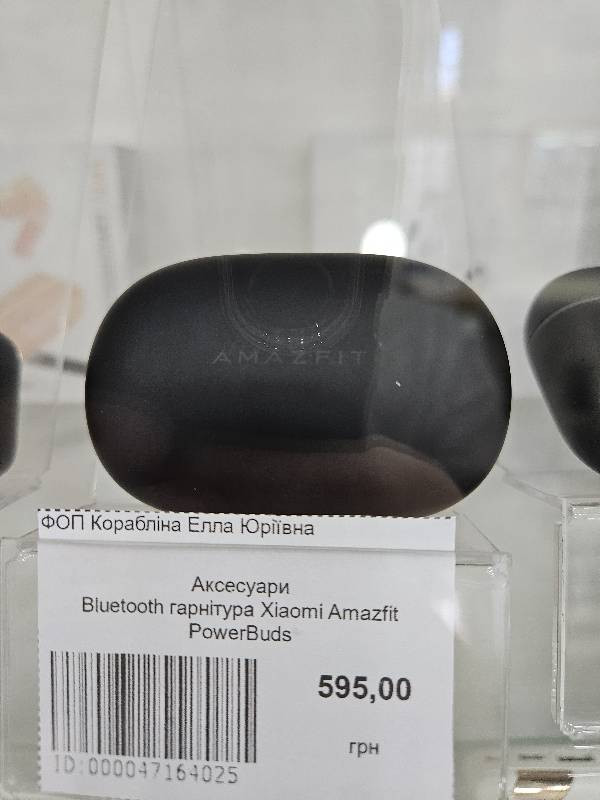 AMAZFIT
ФОП Корабліна Елла Юріївна
Аксесуари
Bluetooth гарнітура Xiaomi Amazfit
PowerBuds
595,00
грн
ID:000047164025